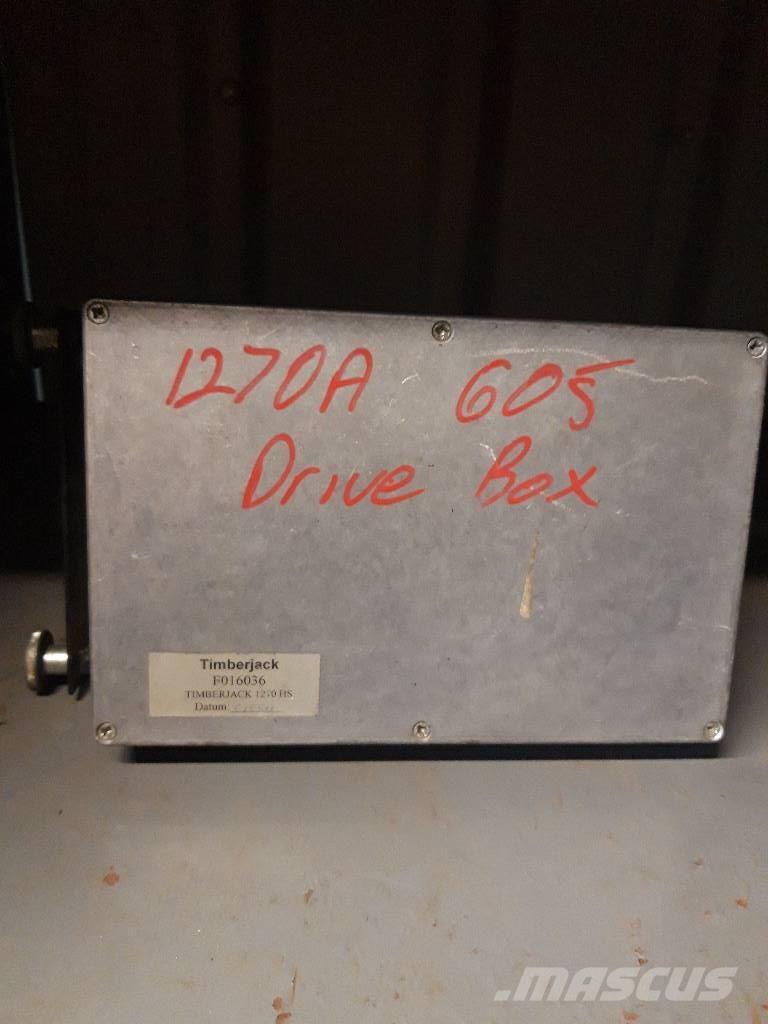 1270A 605
Drive Box
Timberjack
F016036
TIMBERJACK 1270 HS
Datum
.MASCUS